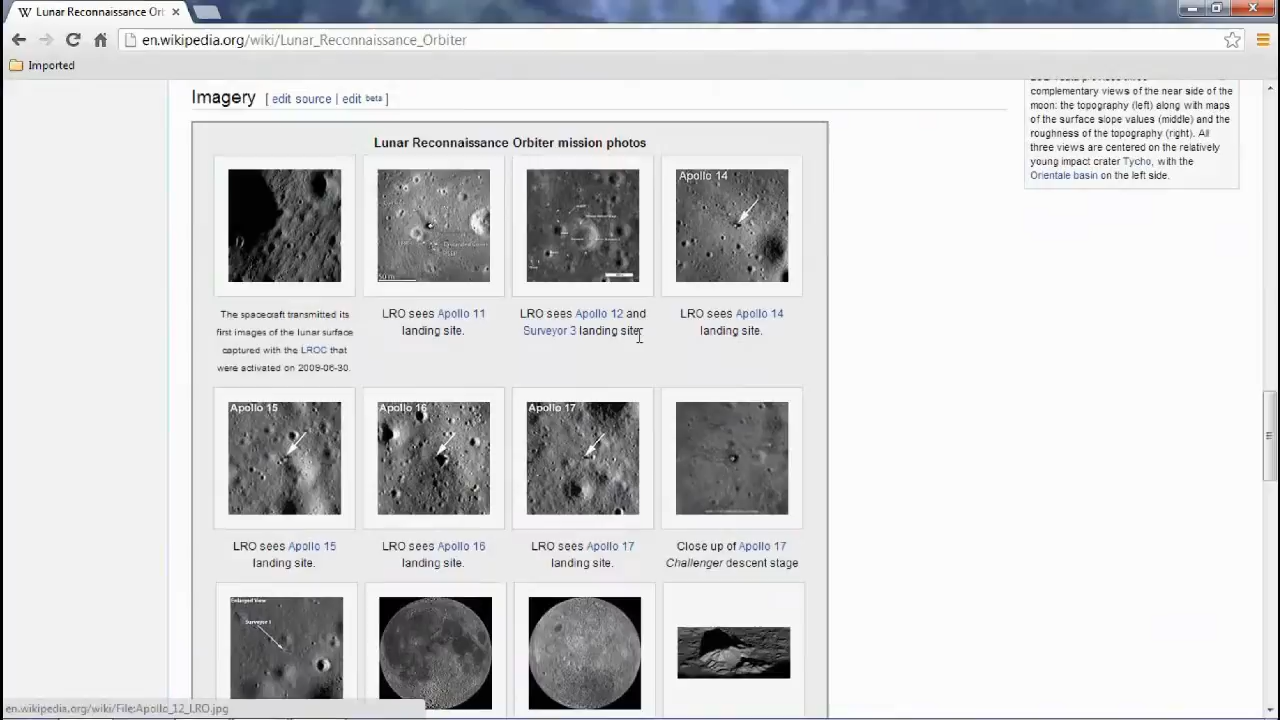 Lunar Reconnaissance Orb
en.wikipedia.org/wiki/Lunar_Reconnaissance_Orbiter
Imported
complementary views of the near side of the
moon: the topography (left) along with maps
of the surface slope values (middle) and the
roughness of the topography (right). All
three views are centered on the relatively
young impact crater Tycho, with the
Orientale basin on the left side.
Imagery [ edit source | edit beta ]
Lunar Reconnaissance Orbiter mission photos
Apollo 14
The spacecraft transmitted its
first images of the lunar surface
captured with the LROC that
were activated on 2009-06-30.
LRO sees Apollo 11
landing site.
LRO sees Apollo 12 and
Surveyor 3 landing site.
LRO sees Apollo 14
landing site.
Apollo 15
Apollo 16
Apollo 17
LRO sees Apollo 15
landing site.
LRO sees Apollo 16
landing site.
LRO sees Apollo 17
landing site.
Close up of Apollo 17
Challenger descent stage
Enlarged View
en.wikipedia.org/wiki/File:Apollo_12_LRO.jpg